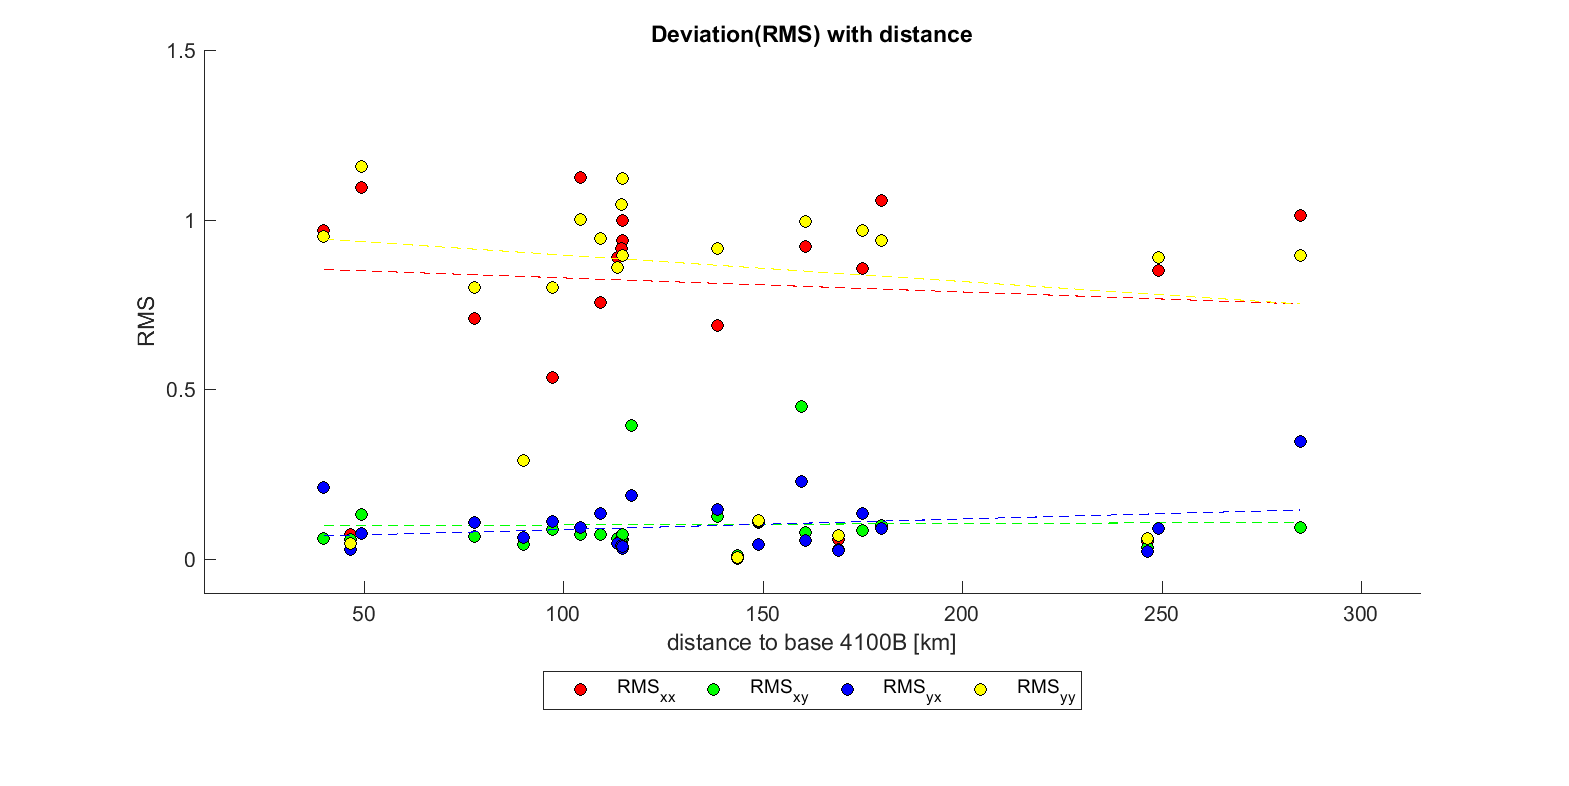 Deviation(RMS) with distance
1.5
1
0.5
0
RMS
50 100 150 200 250 300
distance to base 4100B [km]
RMSxx RMSxy RMSyx RMSyy